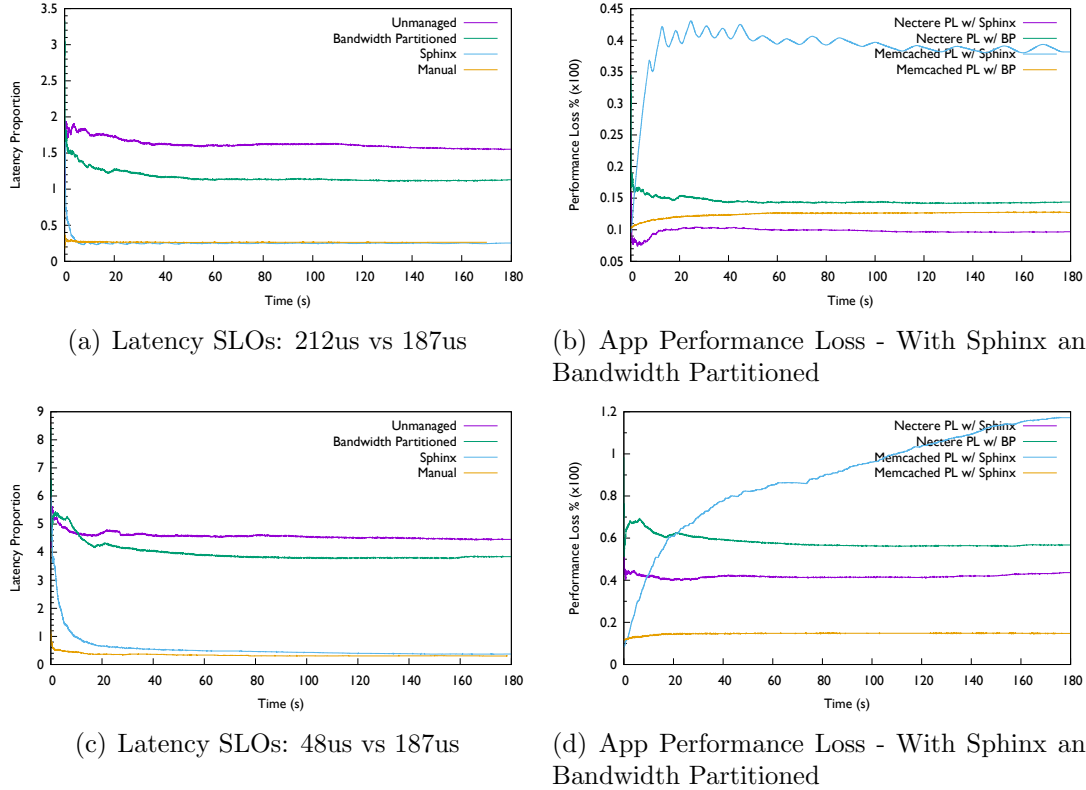 3.5
3
2.5
2
1.5
1
0.5
0
Latency Proportion
Unmanaged
Bandwidth Partitioned
Sphinx
Manual
0 20 40 60 80 100 120 140 160 180
Time (s)
(a) Latency SLOs: 212us vs 187us
0.45
0.4
0.35
0.3
0.25
0.2
0.15
0.1
0.05
Performance Loss % (x100)
Nectere PL w/ Sphinx
Nectere PL w/ BP
Memcached PL w/ Sphinx
Memcached PL w/ BP
0 20 40 60 80 100 120 140 160 180
Time (s)
(b) App Performance Loss - With Sphinx an
Bandwidth Partitioned
9
8
7
6
5
4
3
2
1
0
Latency Proportion
Unmanaged
Bandwidth Partitioned
Sphinx
Manual
0 20 40 60 80 100 120 140 160 180
Time (s)
(c) Latency SLOs: 48us vs 187us
1.2
1
0.8
0.6
0.4
0.2
0
Performance Loss % (x100)
Nectere PL w/ Sphinx
Nectere PL w/ BP
Memcached PL w/ Sphinx
Memcached PL w/ Sphinx
0 20 40 60 80 100 120 140 160 180
Time (s)
(d) App Performance Loss - With Sphinx an
Bandwidth Partitioned